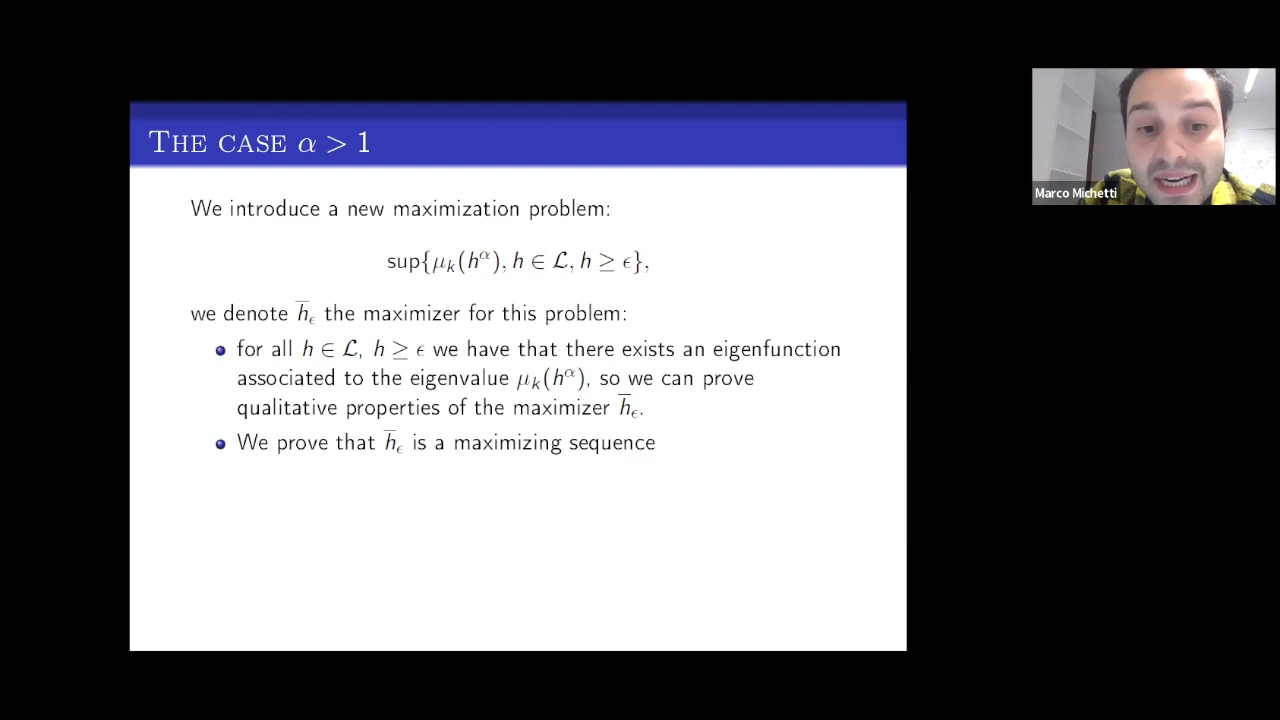 THE CASE α > 1
We introduce a new maximization problem:
sup{μₖ(h^α), h ∈ ℒ, h ≥ ϵ},
we denote h̅_ϵ the maximizer for this problem:
for all h ∈ ℒ, h ≥ ϵ we have that there exists an eigenfunction
associated to the eigenvalue μₖ(h^α), so we can prove
qualitative properties of the maximizer h̅_ϵ.
We prove that h̅_ϵ is a maximizing sequence
Marco Michetti